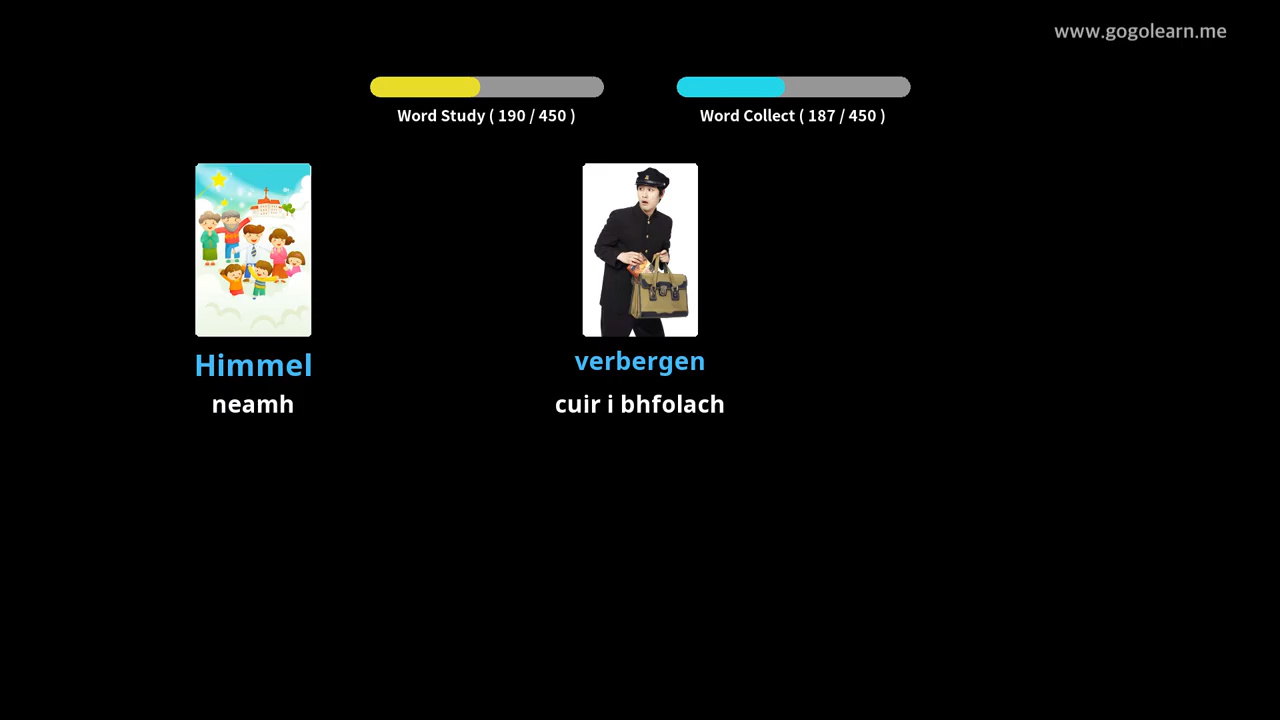 www.gogolearn.me
Word Study ( 190 / 450 )
Word Collect ( 187 / 450 )
Himmel
neamh
verbergen
cuir i bhfolach